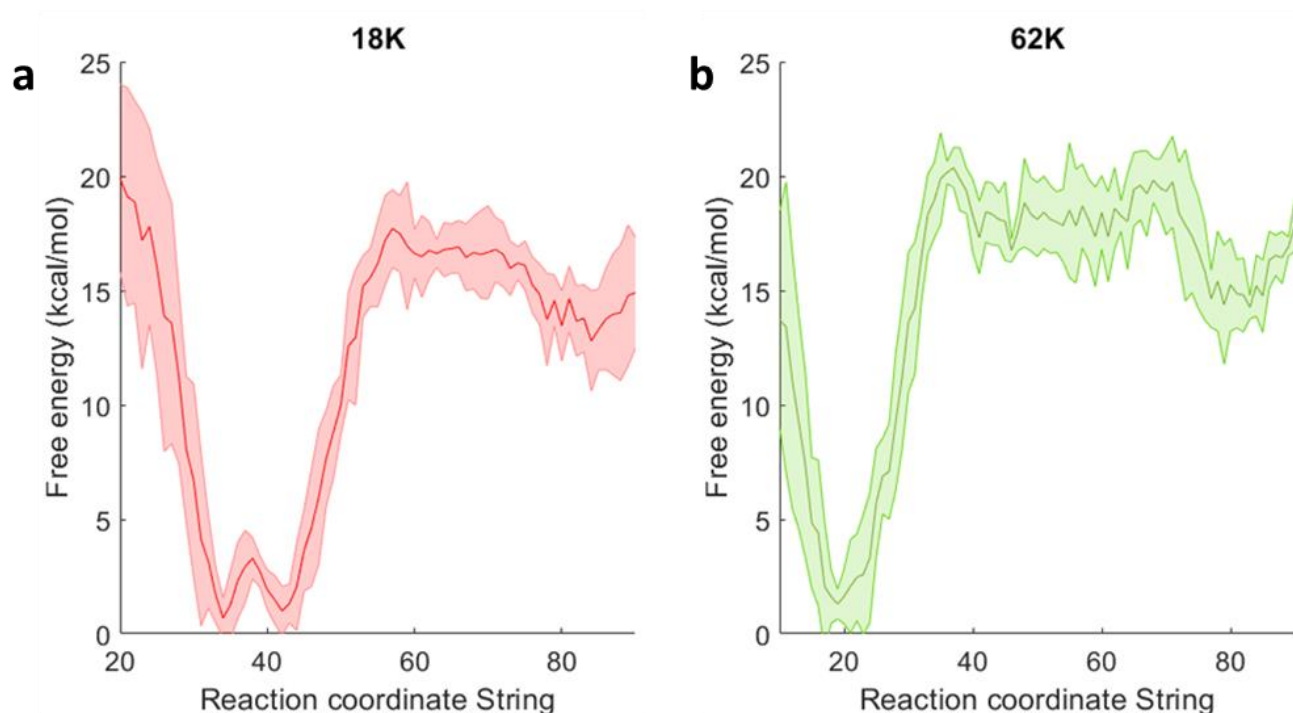 a
18K
Free energy (kcal/mol)
25
20
15
10
5
0
20 40 60 80
Reaction coordinate String
b
62K
Free energy (kcal/mol)
25
20
15
10
5
0
20 40 60 80
Reaction coordinate String